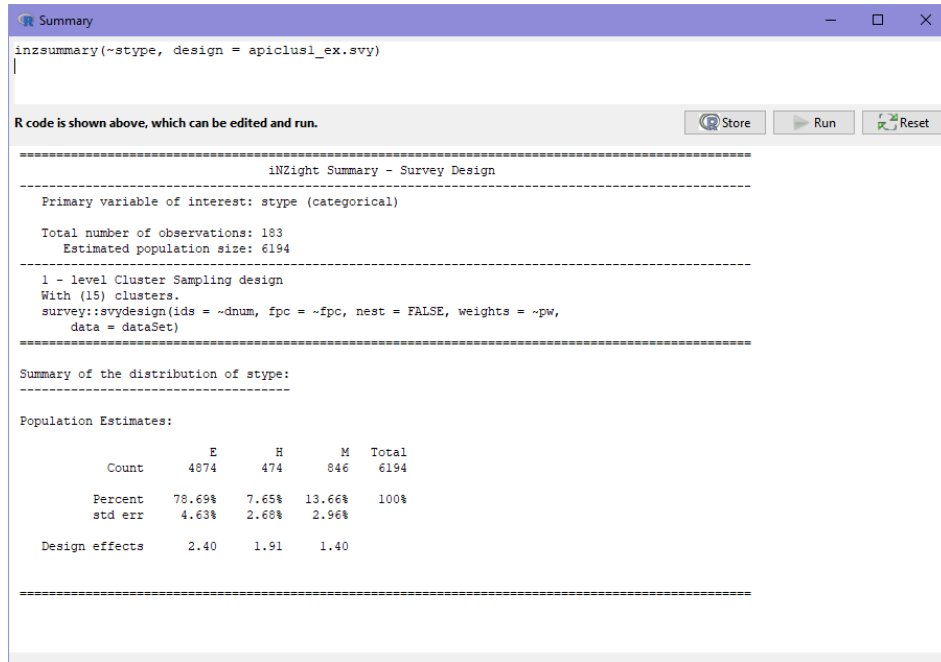 Summary
inzsummary(~stype, design = apiclus1_ex.svy)
R code is shown above, which can be edited and run.
Store
Run
Reset
====================================================================================================
iNZight Summary - Survey Design
----------------------------------------------------------------------------------------------------
Primary variable of interest: stype (categorical)
Total number of observations: 183
Estimated population size: 6194
----------------------------------------------------------------------------------------------------
1 - level Cluster Sampling design
With (15) clusters.
survey::svydesign(ids = ~dnum, fpc = ~fpc, nest = FALSE, weights = ~pw,
data = dataSet)
====================================================================================================
Summary of the distribution of stype:
-------------------------------------
Population Estimates:
E H M Total
Count 4874 474 846 6194
Percent 78.69% 7.65% 13.66% 100%
std err 4.63% 2.68% 2.96%
Design effects 2.40 1.91 1.40
====================================================================================================